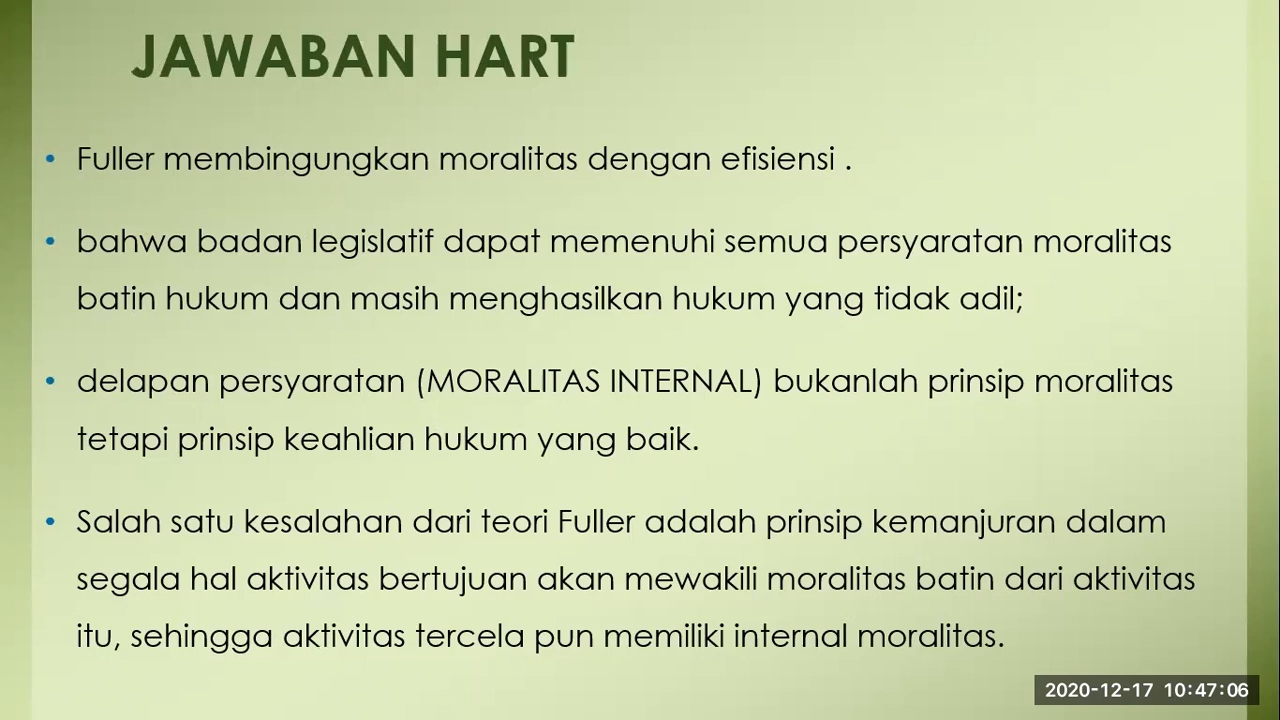 JAWABAN HART
• Fuller membingungkan moralitas dengan efisiensi .
• bahwa badan legislatif dapat memenuhi semua persyaratan moralitas
batin hukum dan masih menghasilkan hukum yang tidak adil;
• delapan persyaratan (MORALITAS INTERNAL) bukanlah prinsip moralitas
tetapi prinsip keahlian hukum yang baik.
• Salah satu kesalahan dari teori Fuller adalah prinsip kemanjuran dalam
segala hal aktivitas bertujuan akan mewakili moralitas batin dari aktivitas
itu, sehingga aktivitas tercela pun memiliki internal moralitas.
2020-12-17 10:47:06